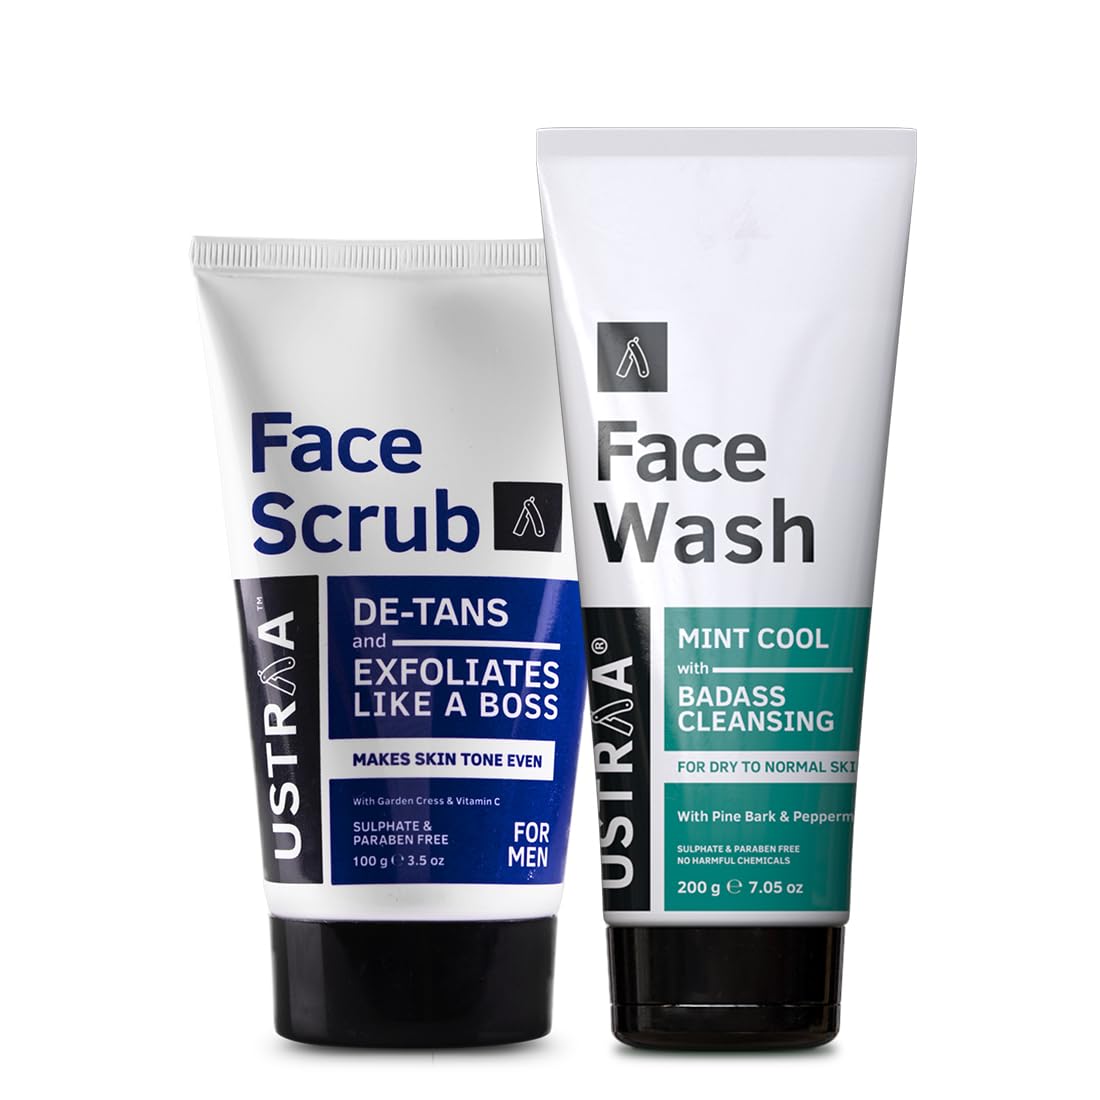 Face
Scrub
USTRAA™
DE-TANS
and
EXFOLIATES
LIKE A BOSS
MAKES SKIN TONE EVEN
With Garden Cress & Vitamin C
SULPHATE &
PARABEN FREE
100 g ℮ 3.5 oz
FOR
MEN
Face
Wash
USTRAA®
MINT COOL
with
BADASS
CLEANSING
FOR DRY TO NORMAL SKI
With Pine Bark & Pepperm
SULPHATE & PARABEN FREE
NO HARMFUL CHEMICALS
200 g ℮ 7.05 oz